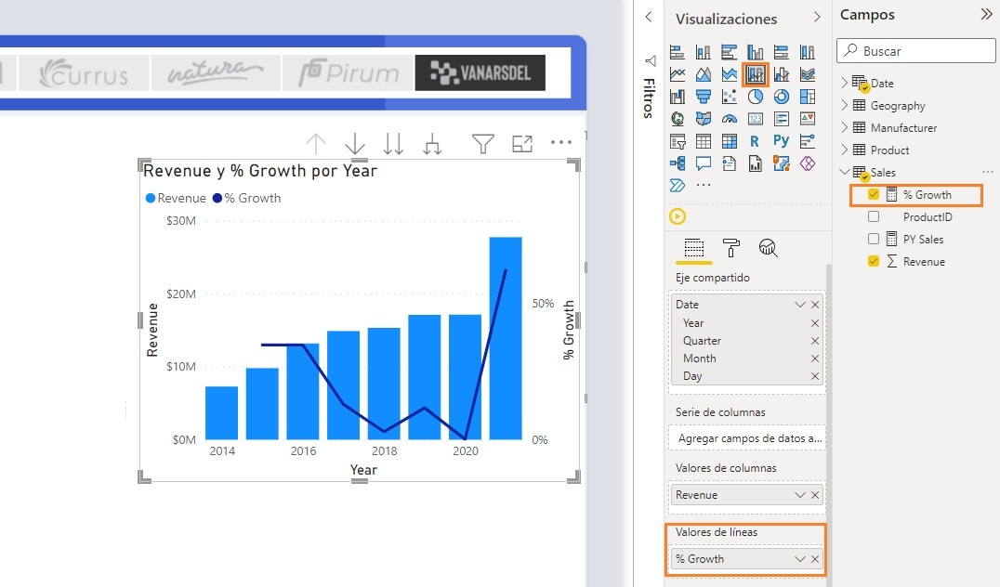 currus
natura
Pirum
VANARSDEL
Revenue y % Growth por Year
Revenue
% Growth
$30M
$20M
$10M
$0M
Revenue
50%
0%
% Growth
2014
2016
2018
2020
Year
Filtros
Visualizaciones
123
R
Py
Eje compartido
Date
Year
Quarter
Month
Day
Serie de columnas
Agregar campos de datos a...
Valores de columnas
Revenue
Valores de líneas
% Growth
Campos
Buscar
Date
Geography
Manufacturer
Product
Sales
% Growth
ProductID
PY Sales
Revenue